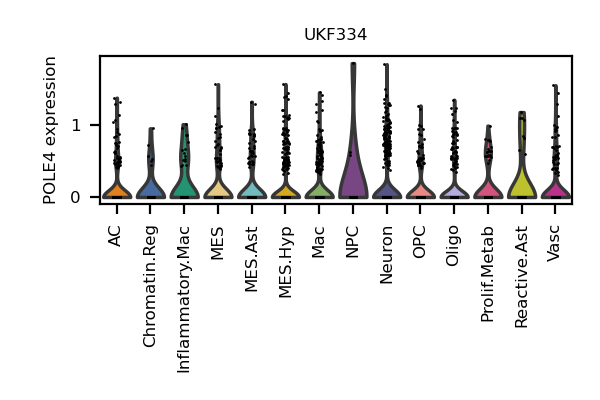 UKF334
POLE4 expression
1
0
AC
Chromatin.Reg
Inflammatory.Mac
MES
MES.Ast
MES.Hyp
Mac
NPC
Neuron
OPC
Oligo
Prolif.Metab
Reactive.Ast
Vasc